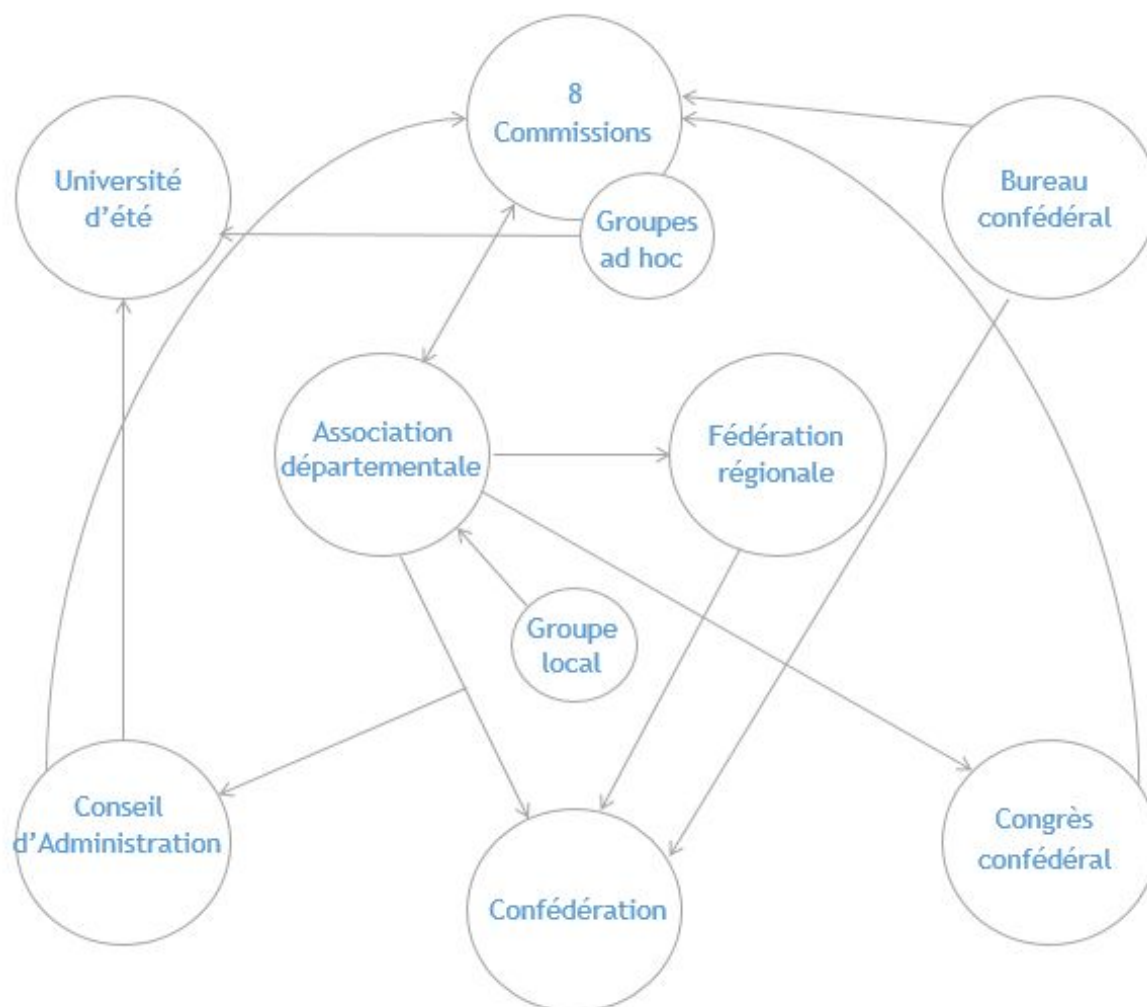 8
Commissions
Université
d'été
Bureau
confédéral
Groupes
ad hoc
Association
départementale
Fédération
régionale
Groupe
local
Conseil
d'Administration
Congrès
confédéral
Confédération